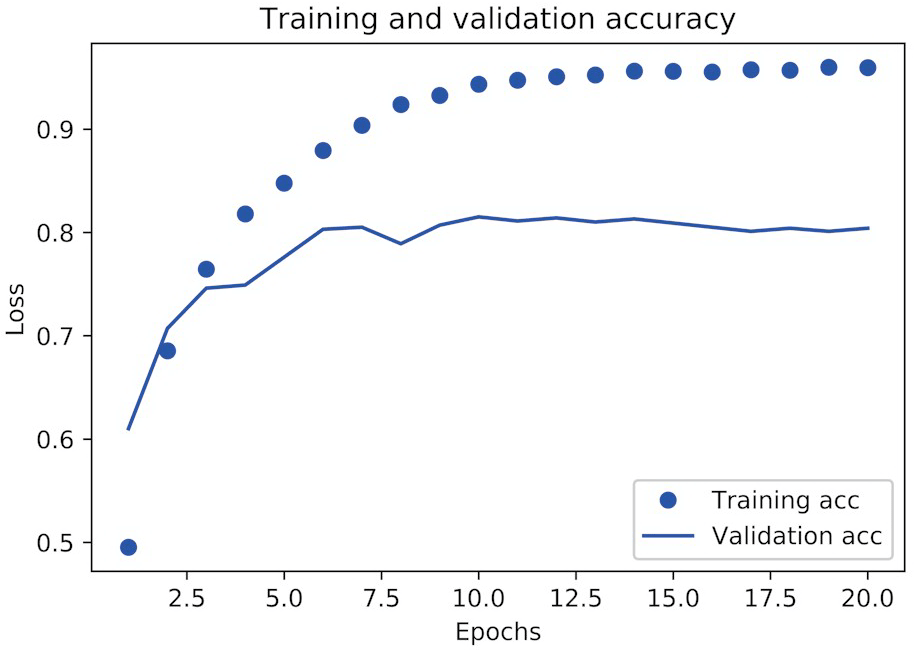 Training and validation accuracy
0.9
0.8
0.7
0.6
0.5
Loss
2.5 5.0 7.5 10.0 12.5 15.0 17.5 20.0
Epochs
Training acc
Validation acc